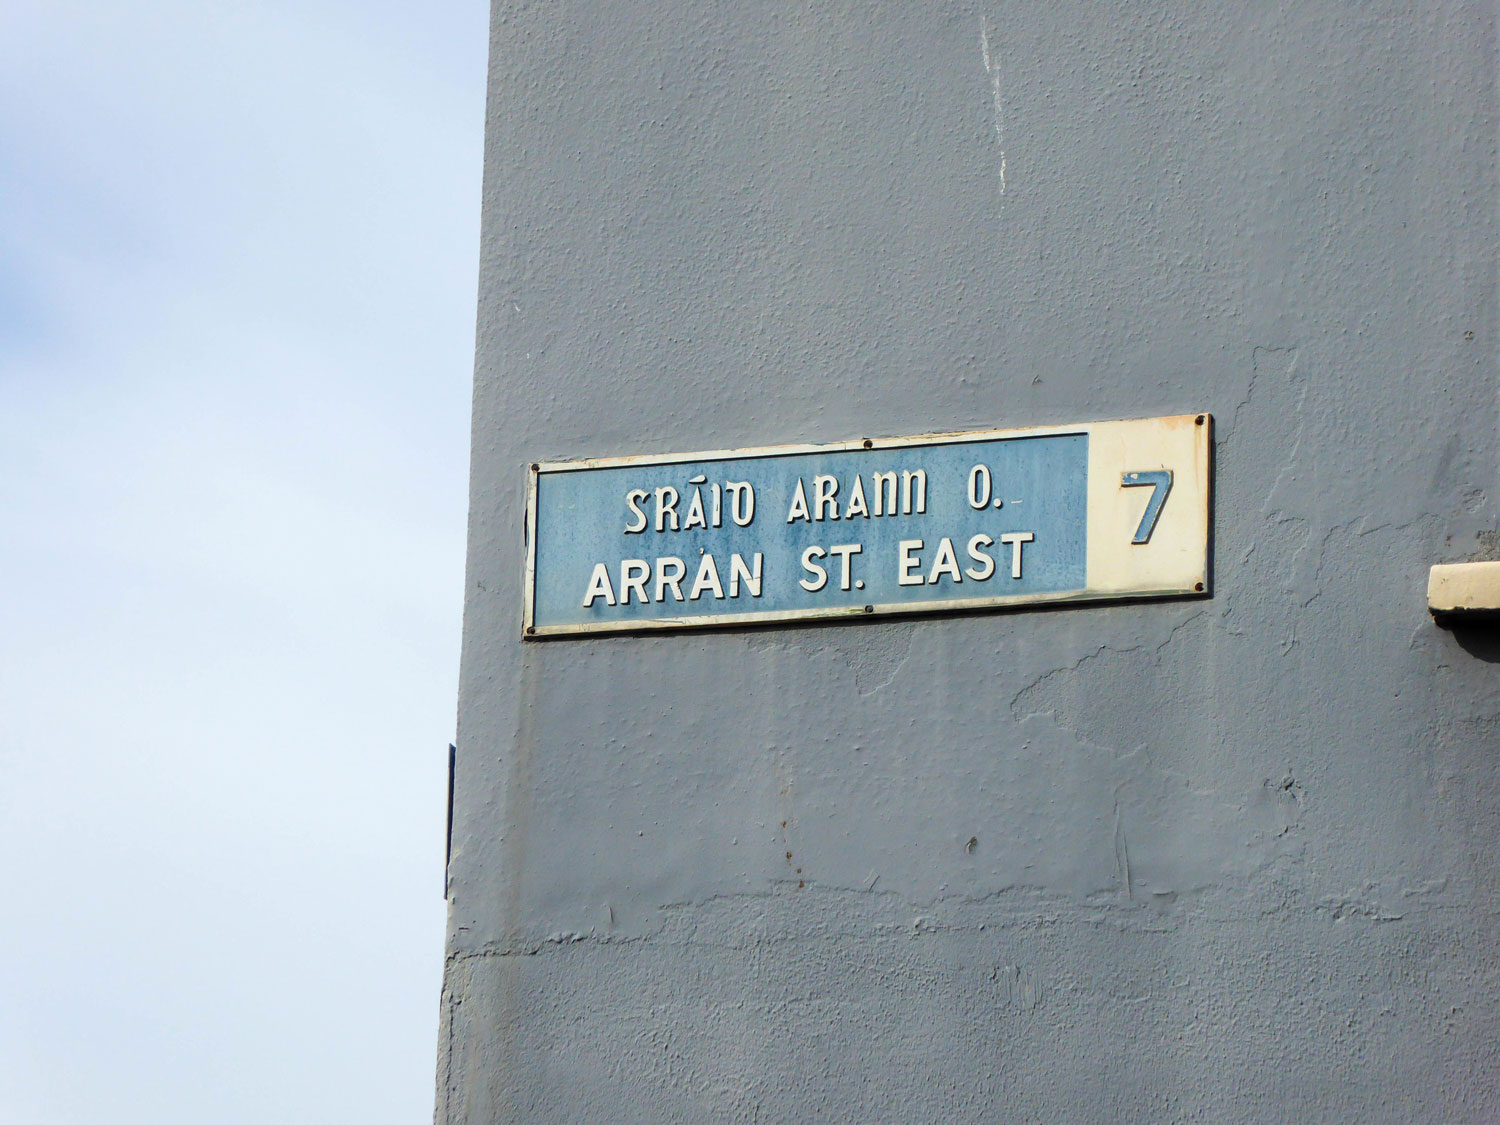 SRÁID ARANN O.
ARRAN ST. EAST
7